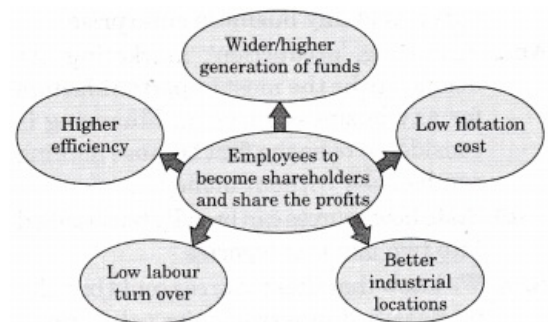 Wider/higher
generation of funds
Higher
efficiency
Low flotation
cost
Employees to
become shareholders
and share the profits
Low labour
turn over
Better
industrial
locations